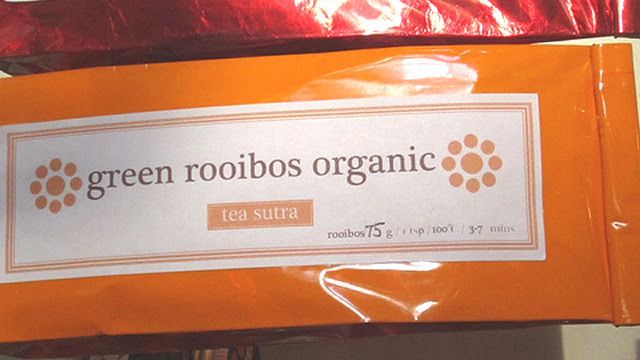 green rooibos organic
tea sutra
rooibos 75 g / 1 tsp / 100°C / 3-7 mins